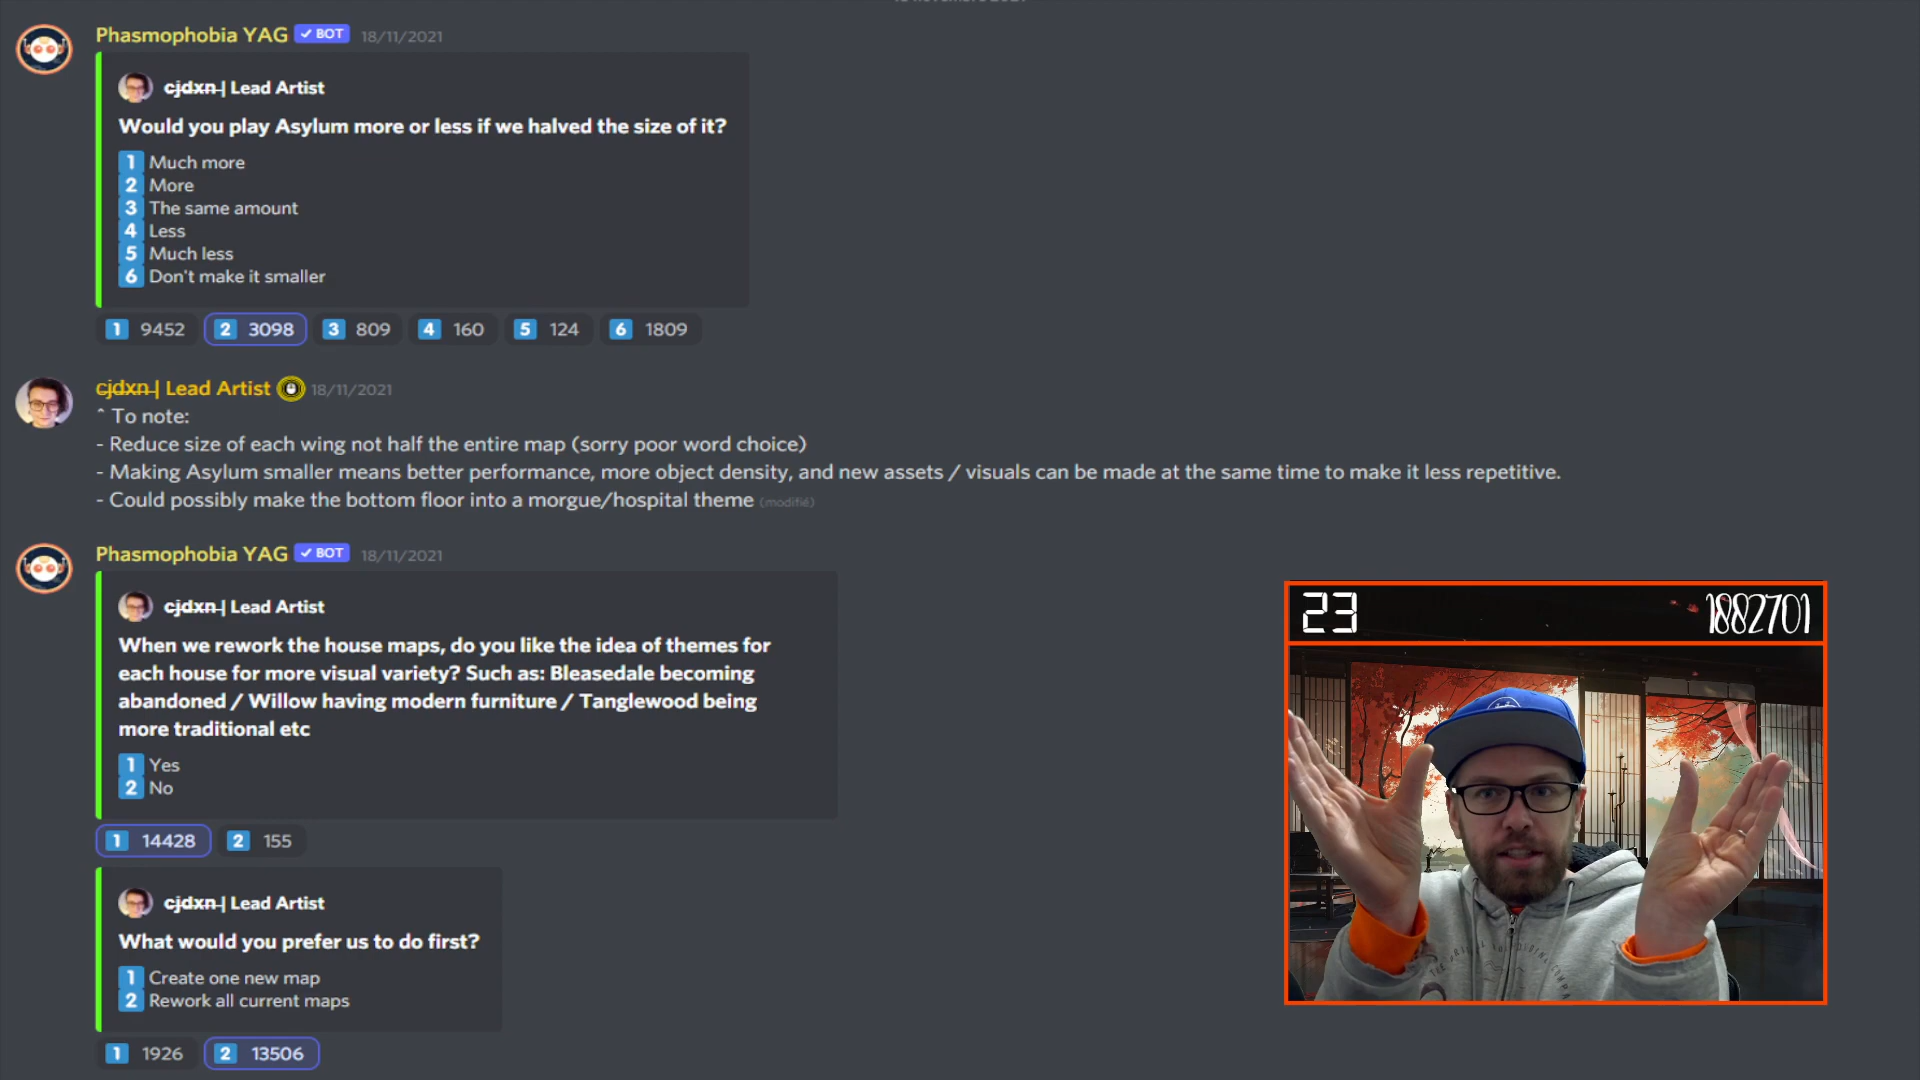 Phasmophobia YAG ✓ BOT 18/11/2021
cjdxn | Lead Artist
Would you play Asylum more or less if we halved the size of it?
1 Much more
2 More
3 The same amount
4 Less
5 Much less
6 Don't make it smaller
1 9452 2 3098 3 809 4 160 5 124 6 1809
cjdxn | Lead Artist 18/11/2021
^ To note:
- Reduce size of each wing not half the entire map (sorry poor word choice)
- Making Asylum smaller means better performance, more object density, and new assets / visuals can be made at the same time to make it less repetitive.
- Could possibly make the bottom floor into a morgue/hospital theme (modifié)
Phasmophobia YAG ✓ BOT 18/11/2021
cjdxn | Lead Artist
When we rework the house maps, do you like the idea of themes for
each house for more visual variety? Such as: Bleasedale becoming
abandoned / Willow having modern furniture / Tanglewood being
more traditional etc
1 Yes
2 No
1 14428 2 155
cjdxn | Lead Artist
What would you prefer us to do first?
1 Create one new map
2 Rework all current maps
1 1926 2 13506
23 1882701